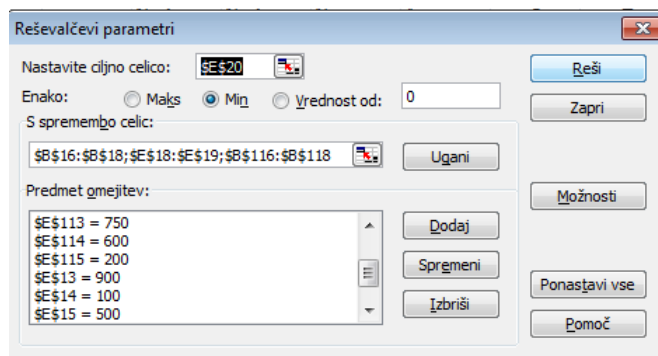 Reševalčevi parametri
Nastavite ciljno celico: $E$20 Reši
Enako: Maks Min Vrednost od: 0 Zapri
S spremembo celic:
$B$16:$B$18;$E$18:$E$19;$B$116:$B$118 Ugani
Predmet omejitev: Možnosti
$E$113 = 750 Dodaj
$E$114 = 600
$E$115 = 200 Spremeni
$E$13 = 900 Ponastavi vse
$E$14 = 100 Izbriši
$E$15 = 500 Pomoč